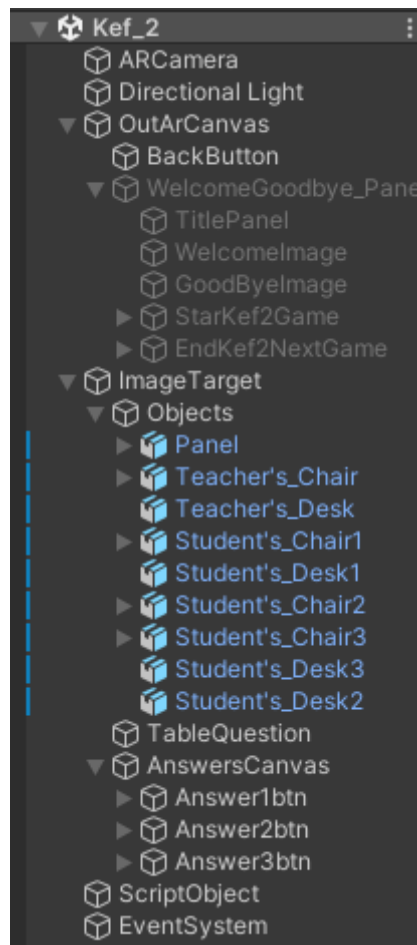 Kef_2
ARCamera
Directional Light
OutArCanvas
BackButton
WelcomeGoodbye_Pane
TitlePanel
WelcomeImage
GoodByeImage
StarKef2Game
EndKef2NextGame
ImageTarget
Objects
Panel
Teacher's_Chair
Teacher's_Desk
Student's_Chair1
Student's_Desk1
Student's_Chair2
Student's_Chair3
Student's_Desk3
Student's_Desk2
TableQuestion
AnswersCanvas
Answer1btn
Answer2btn
Answer3btn
ScriptObject
EventSystem